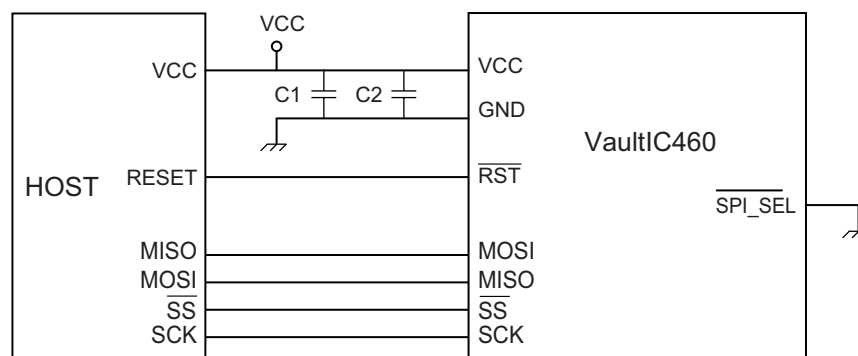 VCC
VCC
VCC
C1
C2
GND
VaultIC460
HOST
RESET
RST
SPI_SEL
MISO
MOSI
MOSI
MISO
SS
SS
SCK
SCK